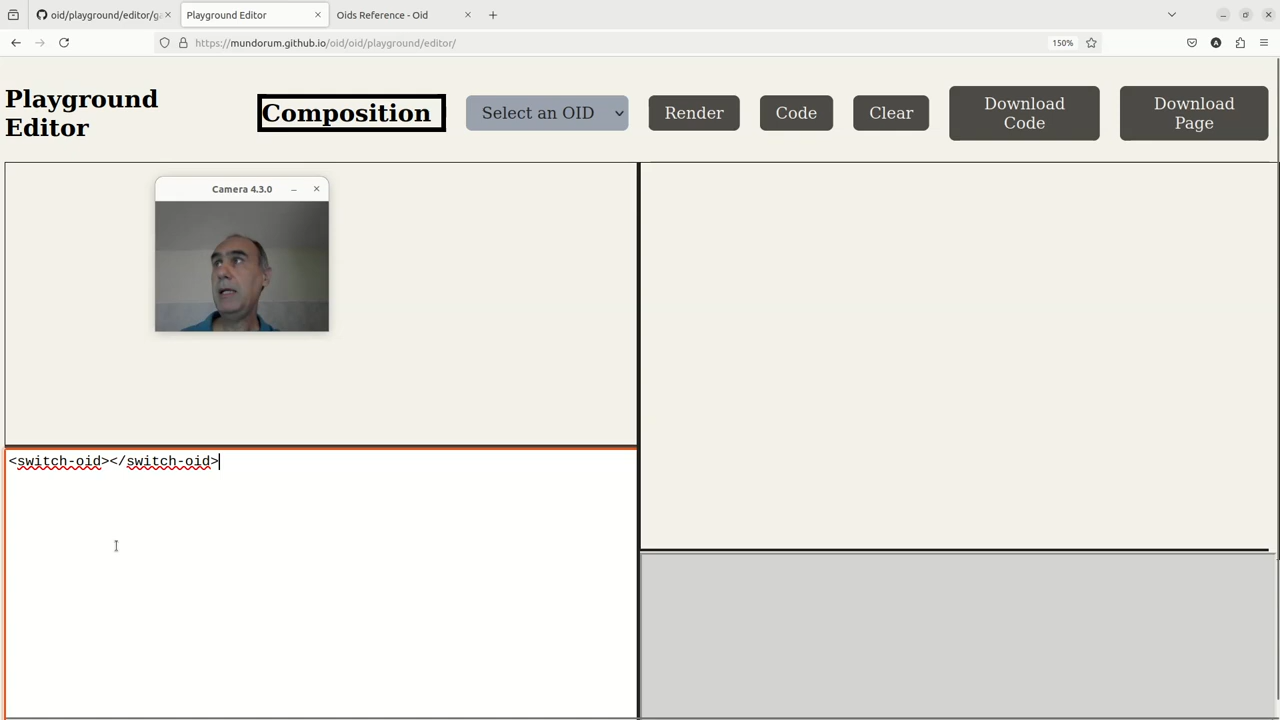 oid/playground/editor/ga
Playground Editor
Oids Reference - Oid
https://mundorum.github.io/oid/oid/playground/editor/
150%
A
Playground
Editor
Composition
Select an OID
Render
Code
Clear
Download
Code
Download
Page
Camera 4.3.0
<switch-oid></switch-oid>